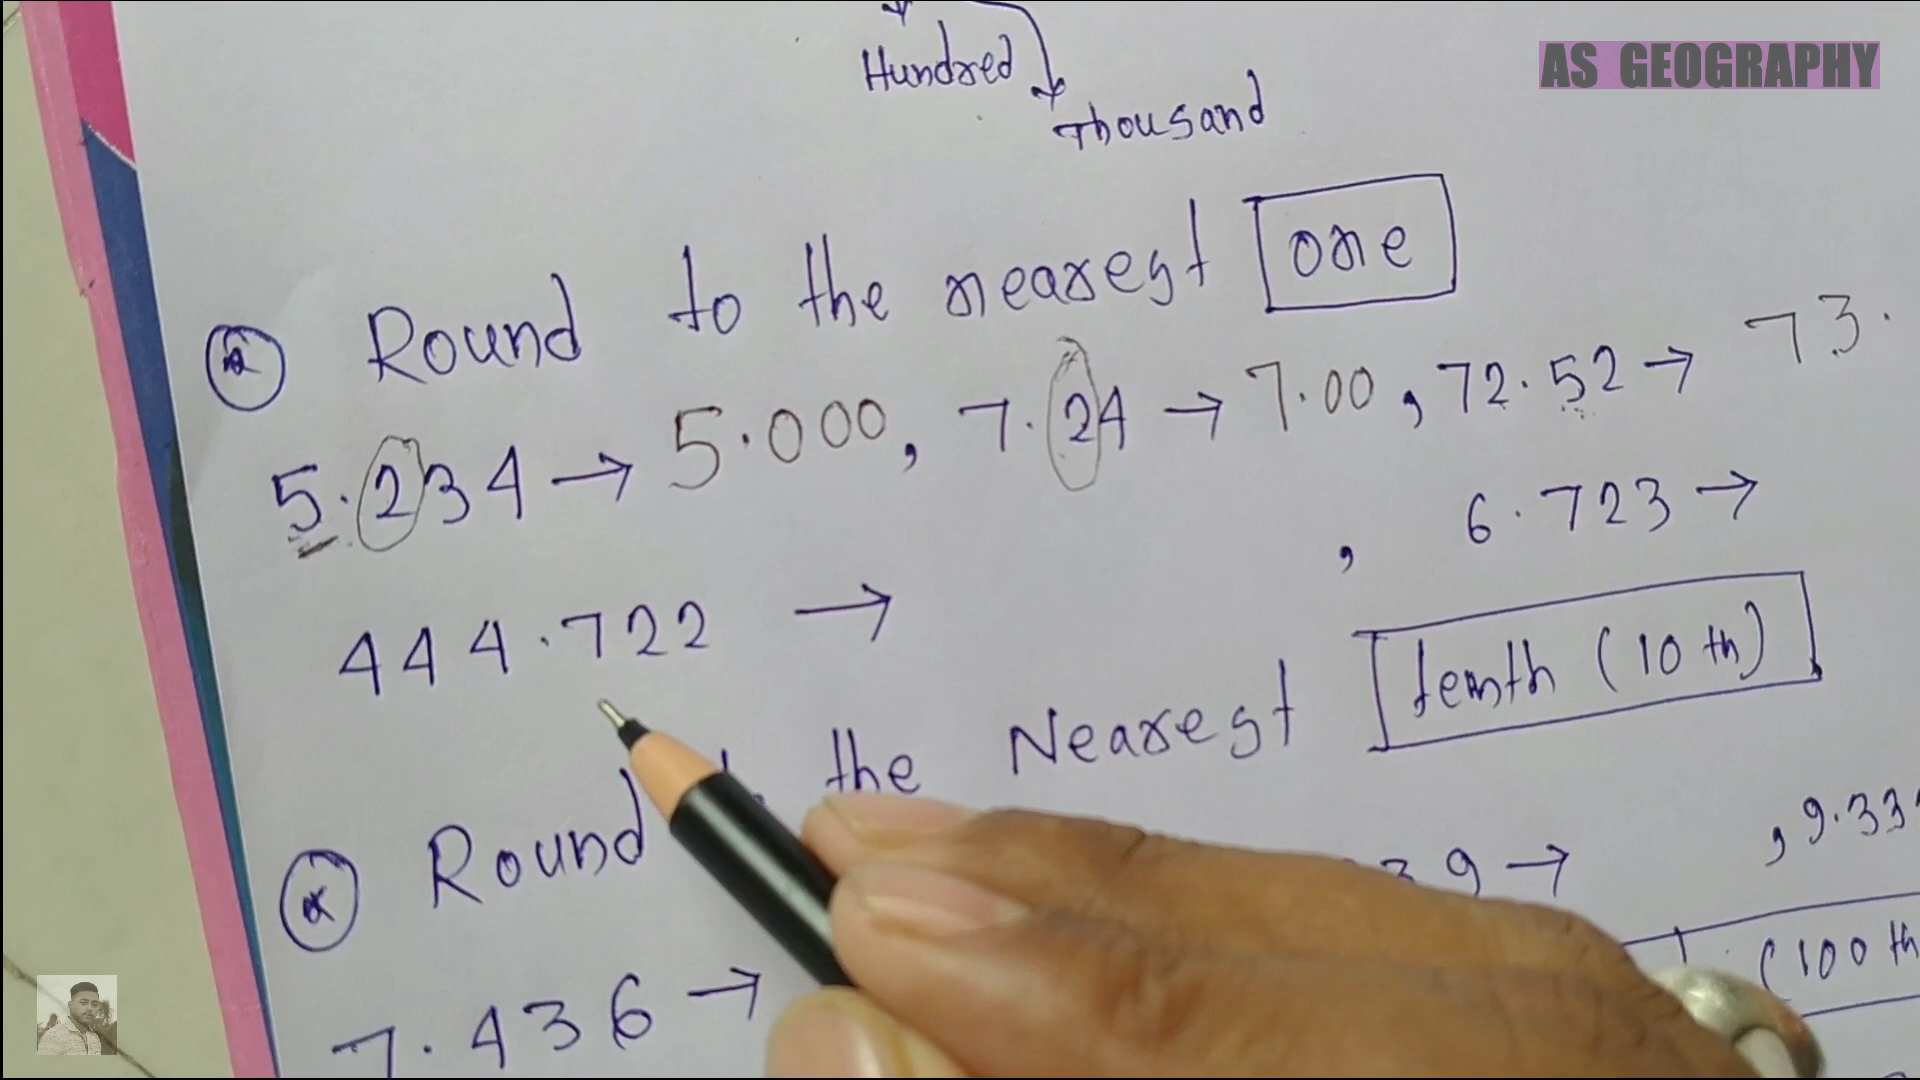 AS GEOGRAPHY
Hundred
Thousand
Round to the nearest one
5.234 → 5.000, 7.24 → 7.00, 72.52 → 73.
444.722 → , 6.723 →
Round the Nearest tenth (10 th)
7.436 → 39 → , 9.33
(100 th